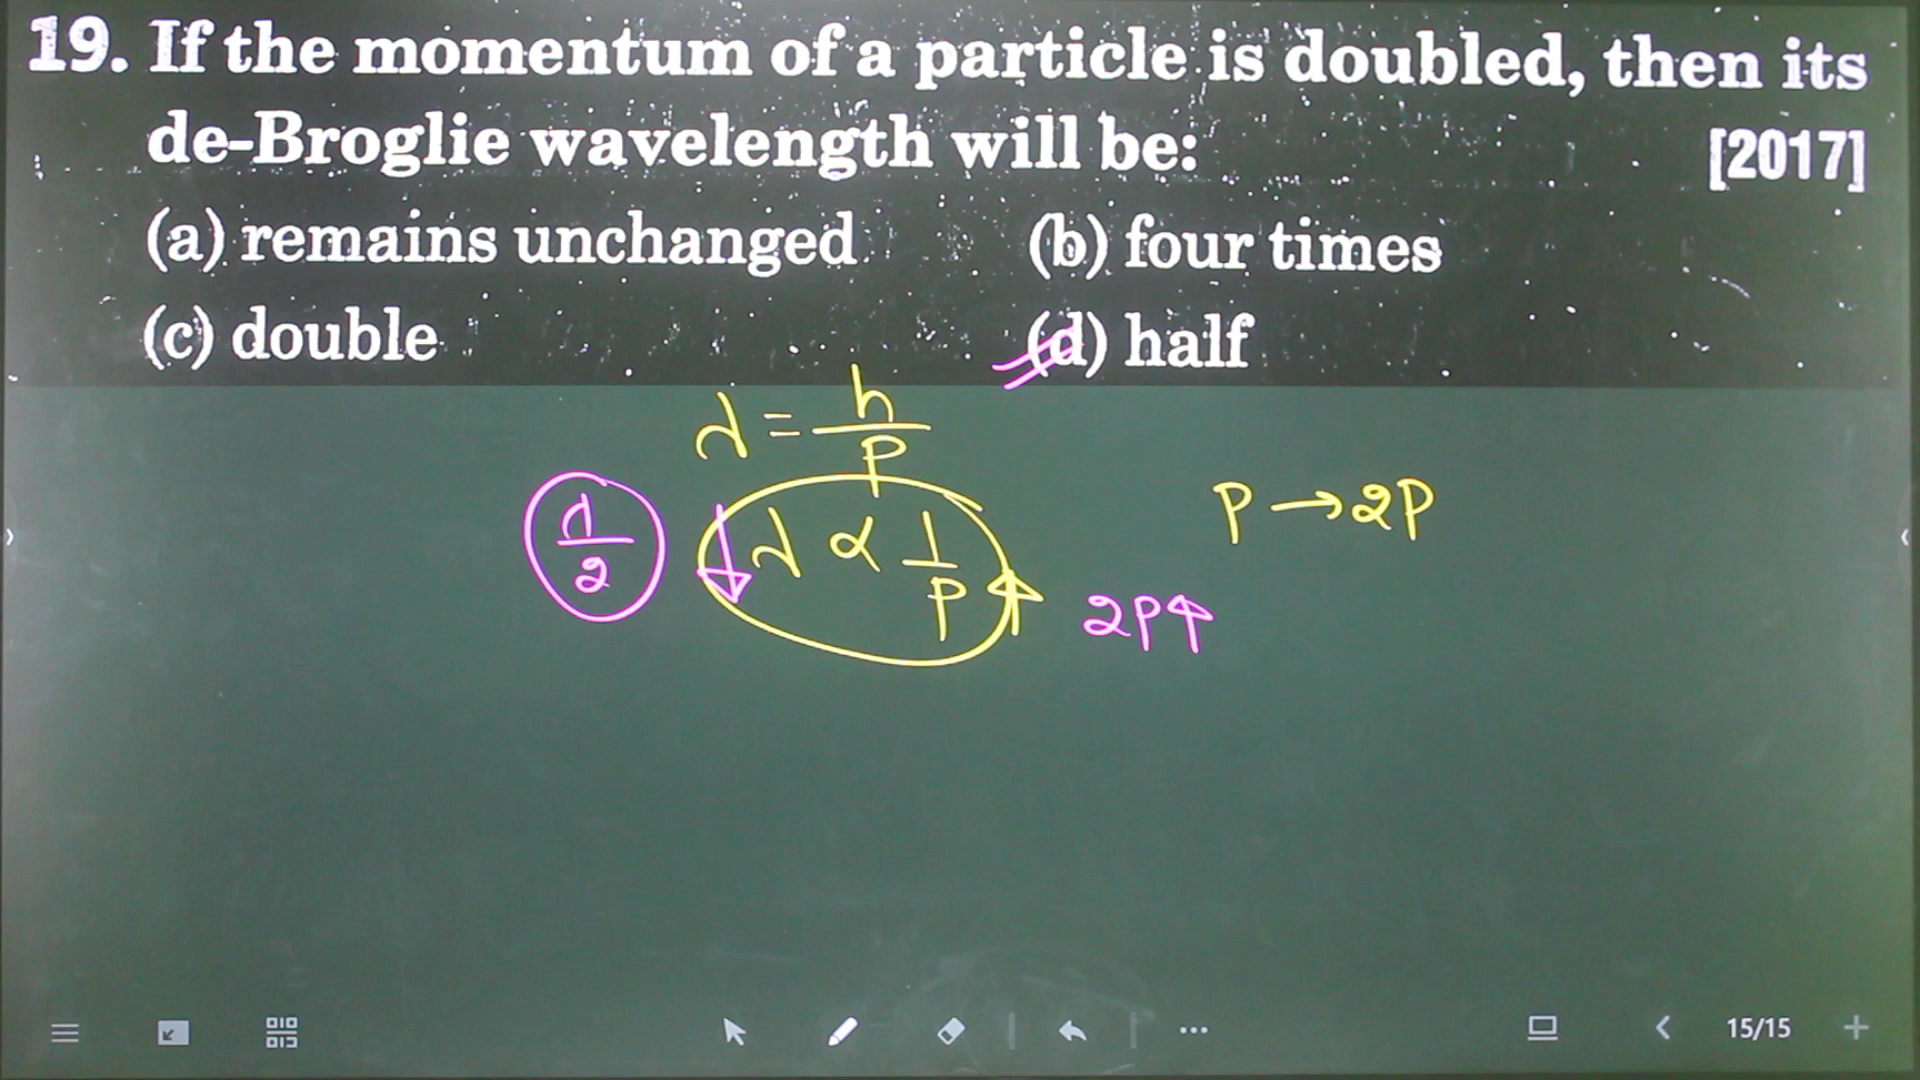 19. If the momentum of a particle is doubled, then its
de-Broglie wavelength will be: [2017]
(a) remains unchanged (b) four times
(c) double (d) half
λ = h/p
λ/2 λ ∝ 1/p p → 2p
2p↑
15/15